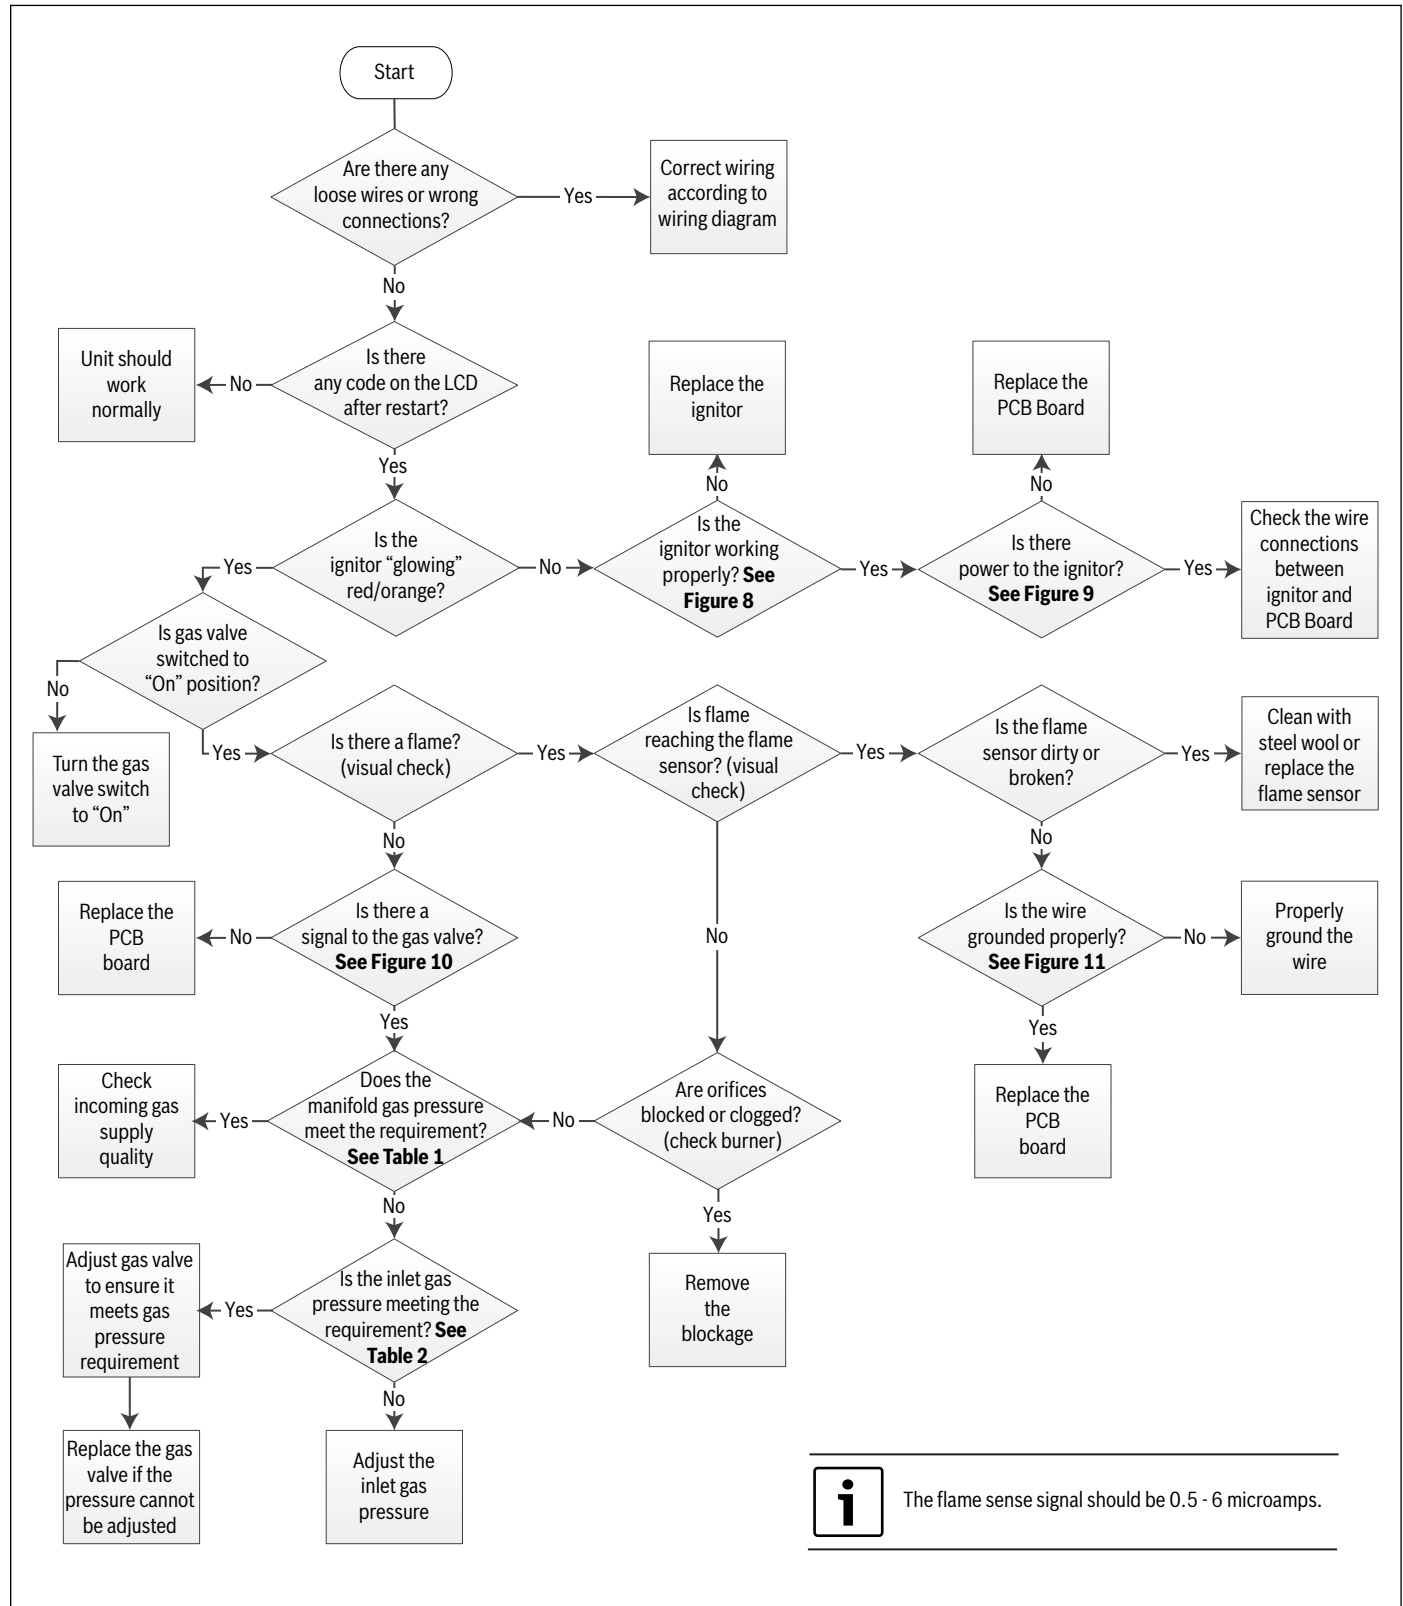 Start
Are there any
loose wires or wrong
connections?
Yes
Correct wiring
according to
wiring diagram
No
Is there
any code on the LCD
after restart?
No
Unit should
work
normally
Yes
Is the
ignitor “glowing”
red/orange?
No
Is the
ignitor working
properly? See
Figure 8
No
Replace the
ignitor
Yes
Is there
power to the ignitor?
See Figure 9
No
Replace the
PCB Board
Yes
Check the wire
connections
between
ignitor and
PCB Board
Yes
Is gas valve
switched to
“On” position?
No
Turn the gas
valve switch
to “On”
Yes
Is there a flame?
(visual check)
Yes
Is flame
reaching the flame
sensor? (visual
check)
Yes
Is the flame
sensor dirty or
broken?
Yes
Clean with
steel wool or
replace the
flame sensor
No
Is the wire
grounded properly?
See Figure 11
No
Properly
ground the
wire
Yes
Replace the
PCB
board
No
Is there a
signal to the gas valve?
See Figure 10
No
Replace the
PCB
board
Yes
Does the
manifold gas pressure
meet the requirement?
See Table 1
Yes
Check
incoming gas
supply
quality
No
Are orifices
blocked or clogged?
(check burner)
No
Yes
Remove
the
blockage
No
Is the inlet gas
pressure meeting the
requirement? See
Table 2
Yes
Adjust gas valve
to ensure it
meets gas
pressure
requirement
Replace the gas
valve if the
pressure cannot
be adjusted
No
Adjust the
inlet gas
pressure
i
The flame sense signal should be 0.5 - 6 microamps.